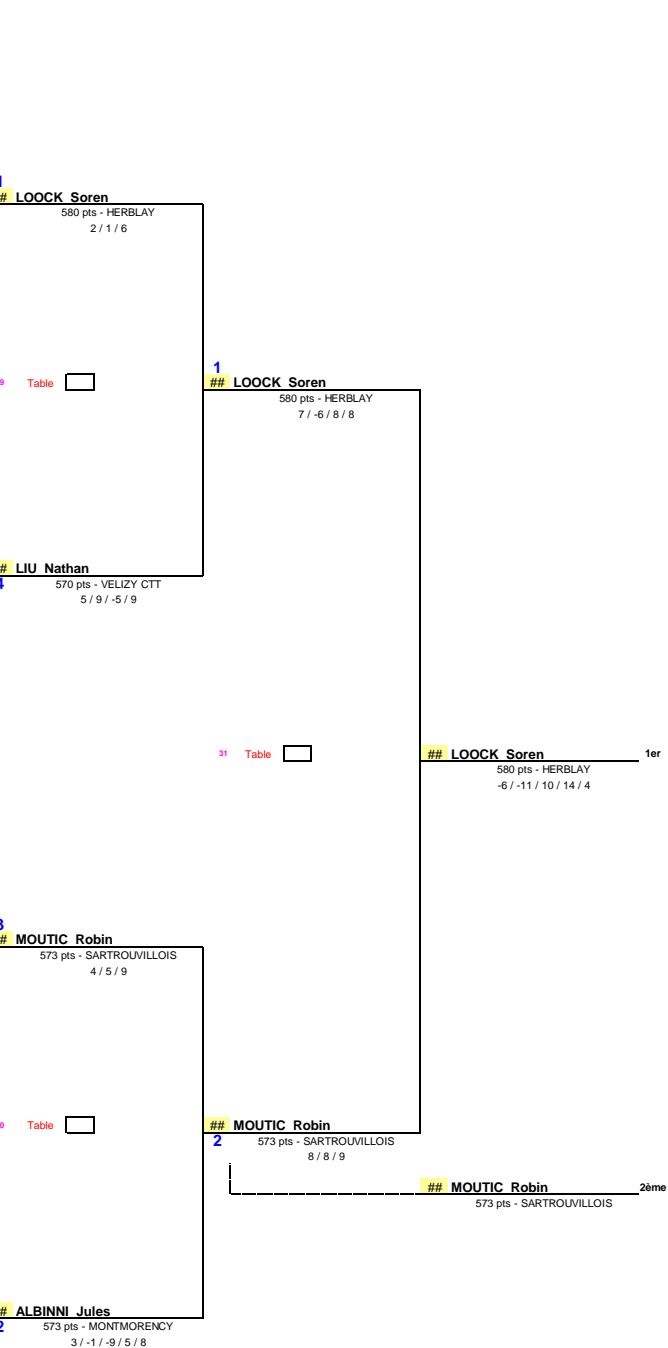 # LOOCK Soren
580 pts - HERBLAY
2 / 1 / 6
1
9 Table
## LOOCK Soren
580 pts - HERBLAY
7 / -6 / 8 / 8
# LIU Nathan
4 570 pts - VELIZY CTT
5 / 9 / -5 / 9
31 Table
## LOOCK Soren 1er
580 pts - HERBLAY
-6 / -11 / 10 / 14 / 4
3
# MOUTIC Robin
573 pts - SARTROUVILLOIS
4 / 5 / 9
0 Table
## MOUTIC Robin
2 573 pts - SARTROUVILLOIS
8 / 8 / 9
## MOUTIC Robin 2ème
573 pts - SARTROUVILLOIS
# ALBINNI Jules
2 573 pts - MONTMORENCY
3 / -1 / -9 / 5 / 8